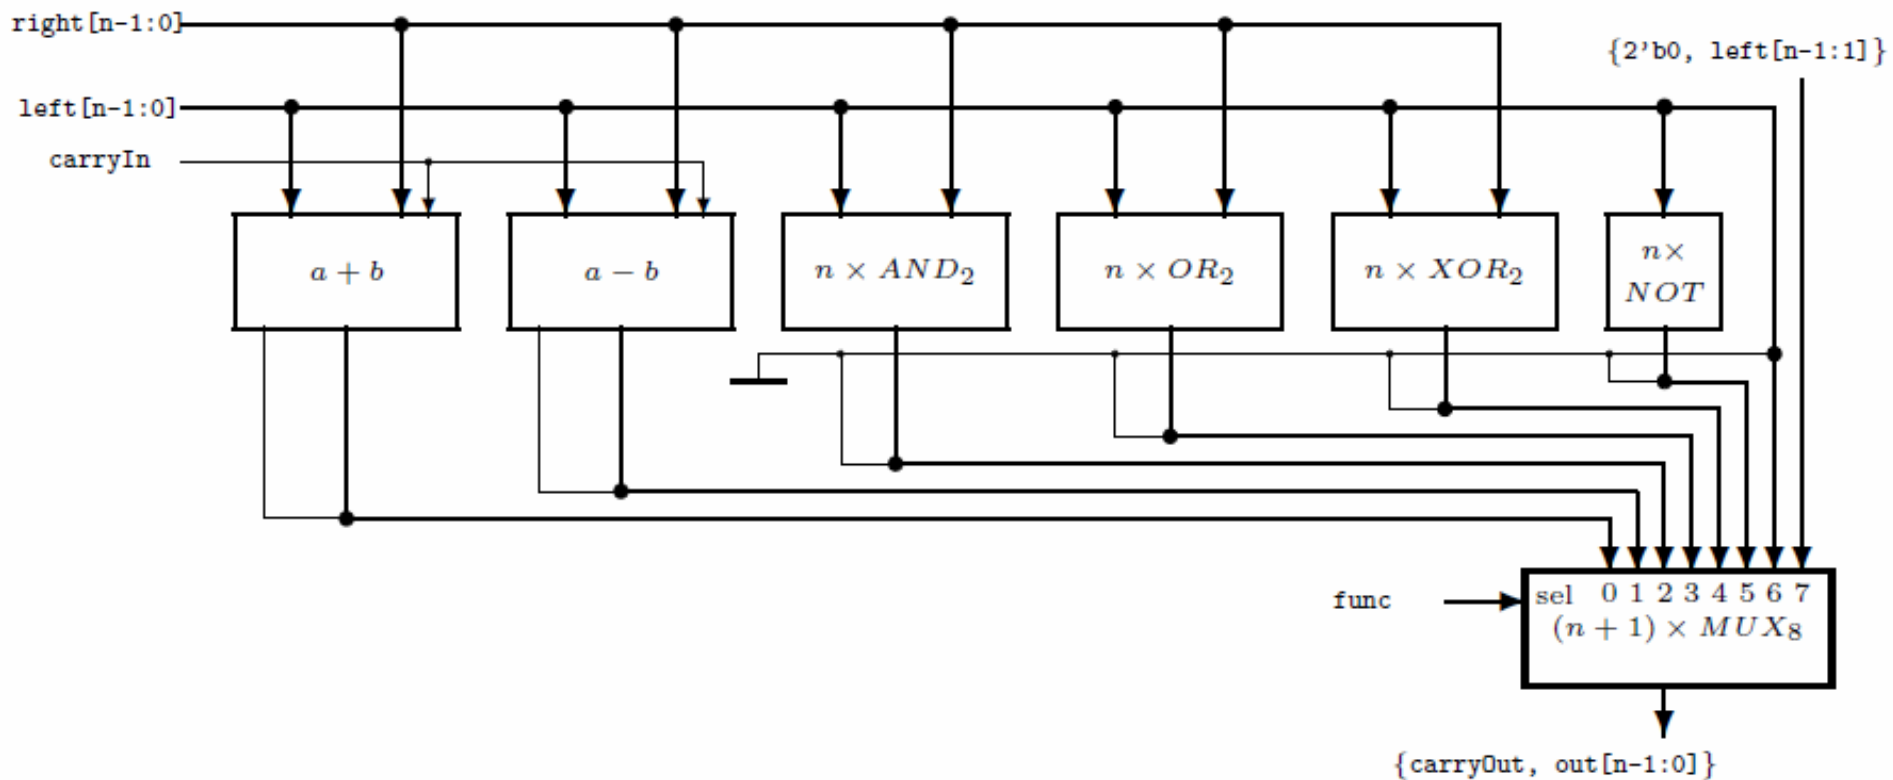 right[n-1:0]
{2'b0, left[n-1:1]}
left[n-1:0]
carryIn
a + b
a − b
n × AND₂
n × OR₂
n × XOR₂
n×
NOT
func
sel 0 1 2 3 4 5 6 7
(n + 1) × MUX₈
{carryOut, out[n-1:0]}